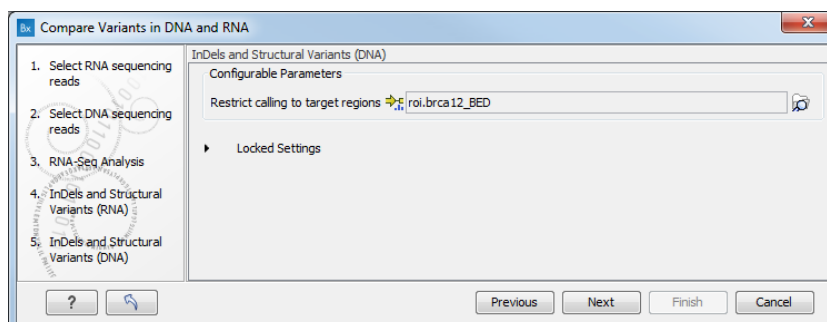 Bx Compare Variants in DNA and RNA
1. Select RNA sequencing
reads
2. Select DNA sequencing
reads
3. RNA-Seq Analysis
4. InDels and Structural
Variants (RNA)
5. InDels and Structural
Variants (DNA)
InDels and Structural Variants (DNA)
Configurable Parameters
Restrict calling to target regions roi.brca12_BED
Locked Settings
? Previous Next Finish Cancel